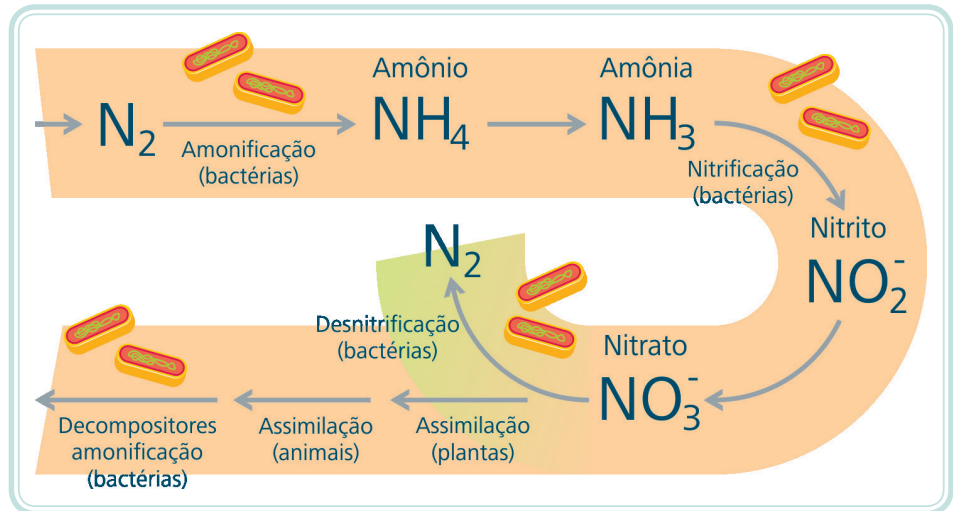 N2
Amonificação
(bactérias)
Amônio
NH4
Amônia
NH3
Nitrificação
(bactérias)
Nitrito
NO2-
Nitrato
NO3-
Desnitrificação
(bactérias)
N2
Assimilação
(plantas)
Assimilação
(animais)
Decompositores
amonificação
(bactérias)